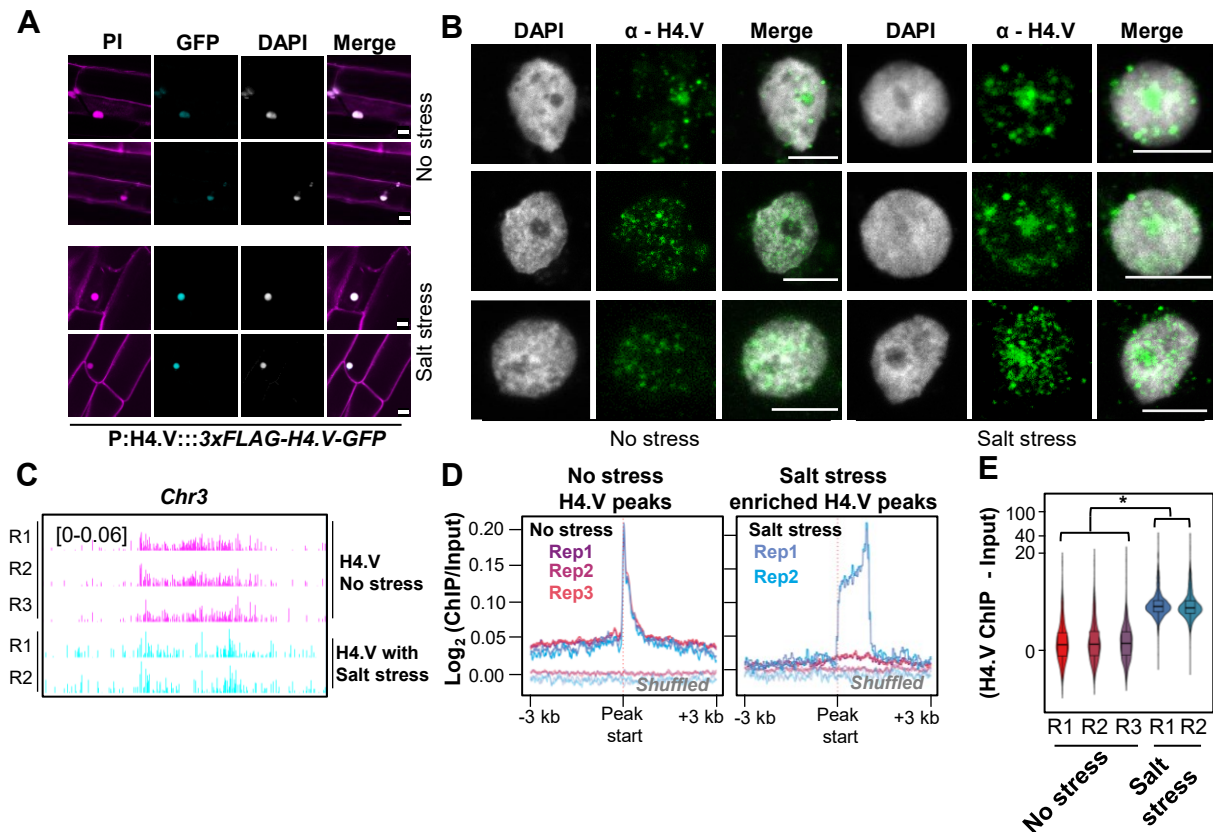 A
PI GFP DAPI Merge
No stress
Salt stress
P:H4.V:::3xFLAG-H4.V-GFP
B
DAPI α - H4.V Merge DAPI α - H4.V Merge
No stress Salt stress
C
Chr3
[0-0.06]
R1
R2
R3
R1
R2
H4.V
No stress
H4.V with
Salt stress
D
No stress
H4.V peaks
Salt stress
enriched H4.V peaks
Log2 (ChIP/Input)
0.20
0.15
0.10
0.05
0.00
No stress
Rep1
Rep2
Rep3
Shuffled
-3 kb Peak start +3 kb
Salt stress
Rep1
Rep2
Shuffled
-3 kb Peak start +3 kb
E
(H4.V ChIP - Input)
100
40
20
0
*
R1 R2 R3 R1 R2
No stress
Salt
stress